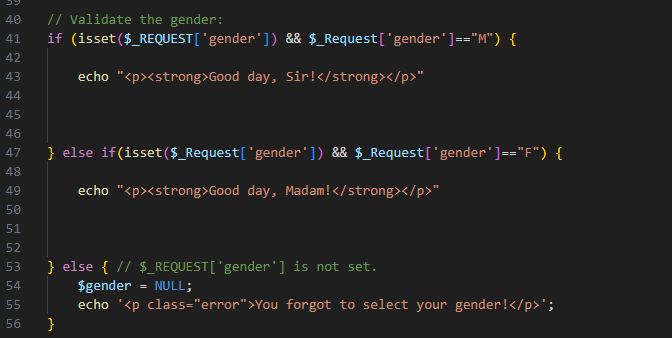 39
40 // Validate the gender:
41 if (isset($_REQUEST['gender']) && $_Request['gender']=="M") {
42
43 echo "<p><strong>Good day, Sir!</strong></p>"
44
45
46
47 } else if(isset($_Request['gender']) && $_Request['gender']=="F") {
48
49 echo "<p><strong>Good day, Madam!</strong></p>"
50
51
52
53 } else { // $_REQUEST['gender'] is not set.
54 $gender = NULL;
55 echo '<p class="error">You forgot to select your gender!</p>';
56 }